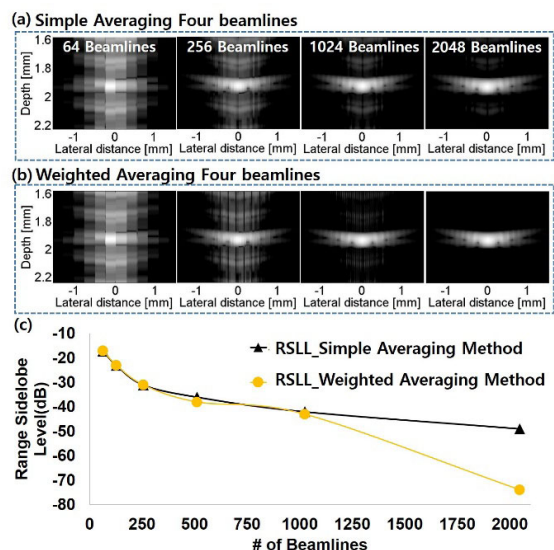 (a) Simple Averaging Four beamlines
64 Beamlines 256 Beamlines 1024 Beamlines 2048 Beamlines
Depth [mm]
1.6
1.8
2
2.2
-1 0 1 -1 0 1 -1 0 1 -1 0 1
Lateral distance [mm] Lateral distance [mm] Lateral distance [mm] Lateral distance [mm]
(b) Weighted Averaging Four beamlines
Depth [mm]
1.6
1.8
2
2.2
-1 0 1 -1 0 1 -1 0 1 -1 0 1
Lateral distance [mm] Lateral distance [mm] Lateral distance [mm] Lateral distance [mm]
(c)
Range Sidelobe
Level(dB)
-10
-20
-30
-40
-50
-60
-70
-80
RSLL_Simple Averaging Method
RSLL_Weighted Averaging Method
0 250 500 750 1000 1250 1500 1750 2000
# of Beamlines